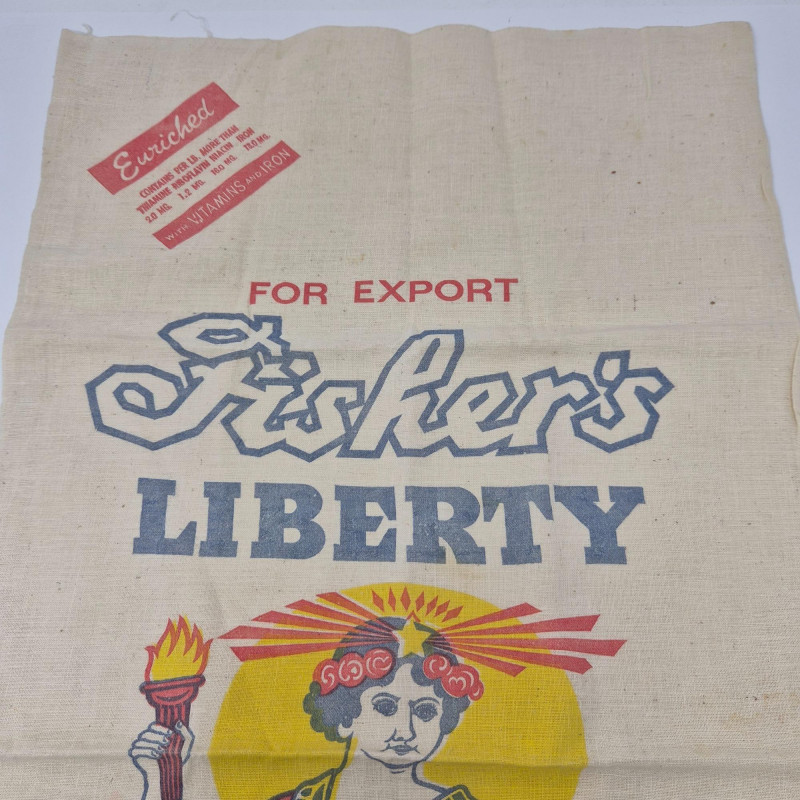 Enriched
CONTAINS PER LB. MORE THAN
THIAMINE RIBOFLAVIN NIACIN IRON
2.0 MG. 1.2 MG. 16.0 MG. 13.0 MG.
WITH VITAMINS AND IRON
FOR EXPORT
Fisher's
LIBERTY